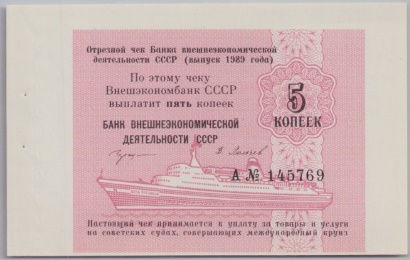 Отрезной чек Банка внешнеэкономической
деятельности СССР (выпуск 1989 года)
По этому чеку
Внешэкономбанк СССР
выплатит пять копеек
5
КОПЕЕК
БАНК ВНЕШНЕЭКОНОМИЧЕСКОЙ
ДЕЯТЕЛЬНОСТИ СССР
А № 145769
Настоящий чек принимается в уплату за товары и услуги
на советских судах, совершающих международный круиз